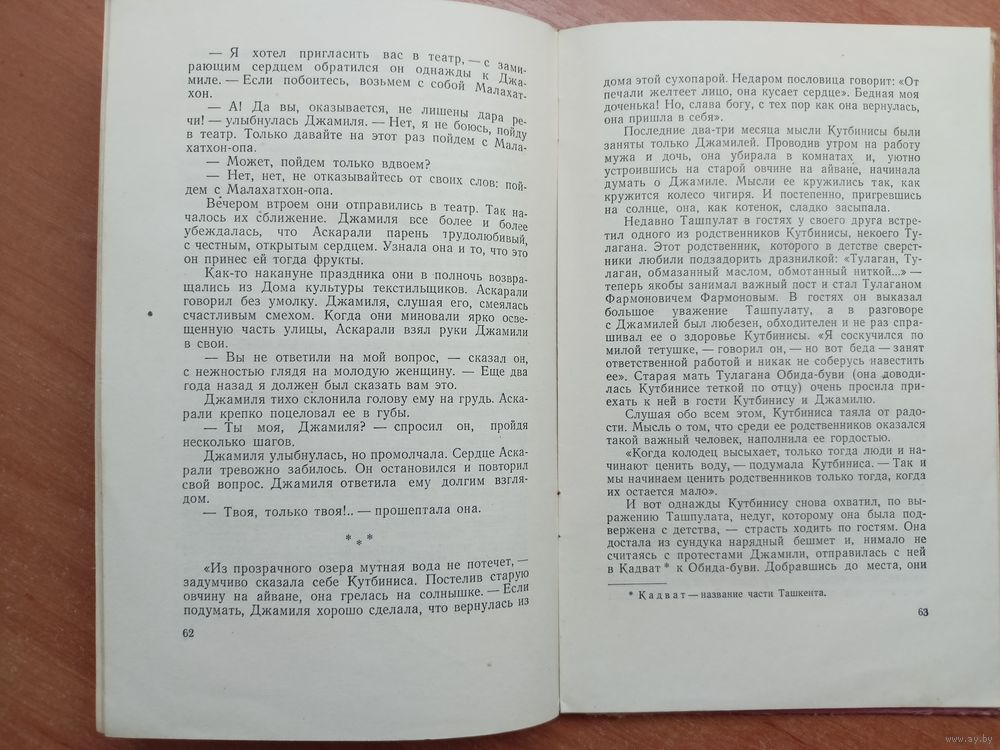 — Я хотел пригласить вас в театр, — с зами-
рающим сердцем обратился он однажды к Джа-
миле. — Если побоитесь, возьмем с собой Малахат-
хон.
— А! Да вы, оказывается, не лишены дара ре-
чи! — улыбнулась Джамиля. — Нет, я не боюсь, пойду
в театр. Только давайте на этот раз пойдем с Мала-
хатхон-опа.
— Может, пойдем только вдвоем?
— Нет, нет, не отказывайтесь от своих слов: пой-
дем с Малахатхон-опа.
Вечером втроем они отправились в театр. Так на-
чалось их сближение. Джамиля все более и более
убеждалась, что Аскарали парень трудолюбивый,
с честным, открытым сердцем. Узнала она и то, что это
он принес ей тогда фрукты.
Как-то накануне праздника они в полночь возвра-
щались из Дома культуры текстильщиков. Аскарали
говорил без умолку. Джамиля, слушая его, смеялась
счастливым смехом. Когда они миновали ярко осве-
щенную часть улицы, Аскарали взял руки Джамили
в свои.
— Вы не ответили на мой вопрос, — сказал он,
с нежностью глядя на молодую женщину. — Еще два
года назад я должен был сказать вам это.
Джамиля тихо склонила голову ему на грудь. Аска-
рали крепко поцеловал ее в губы.
— Ты моя, Джамиля? — спросил он, пройдя
несколько шагов.
Джамиля улыбнулась, но промолчала. Сердце Аска-
рали тревожно забилось. Он остановился и повторил
свой вопрос. Джамиля ответила ему долгим взгля-
дом.
— Твоя, только твоя!.. — прошептала она.
* * *
«Из прозрачного озера мутная вода не потечет, —
задумчиво сказала себе Кутбиниса. Постелив старую
овчину на айване, она грелась на солнышке. — Если
подумать, Джамиля хорошо сделала, что вернулась из
62
дома этой сухопарой. Недаром пословица говорит: «От
печали желтеет лицо, она кусает сердце». Бедная моя
доченька! Но, слава богу, с тех пор как она вернулась,
она пришла в себя».
Последние два-три месяца мысли Кутбинисы были
заняты только Джамилей. Проводив утром на работу
мужа и дочь, она убирала в комнатах и, уютно
устроившись на старой овчине на айване, начинала
думать о Джамиле. Мысли ее кружились так, как
кружится колесо чигиря. И постепенно, пригревшись
на солнце, она, как котенок, сладко засыпала.
Недавно Ташпулат в гостях у своего друга встре-
тил одного из родственников Кутбинисы, некоего Ту-
лагана. Этот родственник, которого в детстве сверст-
ники любили подзадорить дразнилкой: «Тулаган, Ту-
лаган, обмазанный маслом, обмотанный ниткой...» —
теперь якобы занимал важный пост и стал Тулаганом
Фармоновичем Фармоновым. В гостях он выказал
большое уважение Ташпулату, а в разговоре
с Джамилей был любезен, обходителен и не раз спра-
шивал ее о здоровье Кутбинисы. «Я соскучился по
милой тетушке, — говорил он, — но вот беда — занят
ответственной работой и никак не соберусь навестить
ее». Старая мать Тулагана Обида-буви (она доводи-
лась Кутбинисе теткой по отцу) очень просила при-
ехать к ней в гости Кутбинису и Джамилю.
Слушая обо всем этом, Кутбиниса таяла от радо-
сти. Мысль о том, что среди ее родственников оказался
такой важный человек, наполнила ее гордостью.
«Когда колодец высыхает, только тогда люди и на-
чинают ценить воду, — подумала Кутбиниса. — Так и
мы начинаем ценить родственников только тогда, когда
их остается мало».
И вот однажды Кутбинису снова охватил, по вы-
ражению Ташпулата, недуг, которому она была под-
вержена с детства, — страсть ходить по гостям. Она
достала из сундука нарядный бешмет и, нимало не
считаясь с протестами Джамили, отправилась с ней
в Кадват * к Обида-буви. Добравшись до места, они
* Кадват — название части Ташкента.
63
www.ay.by